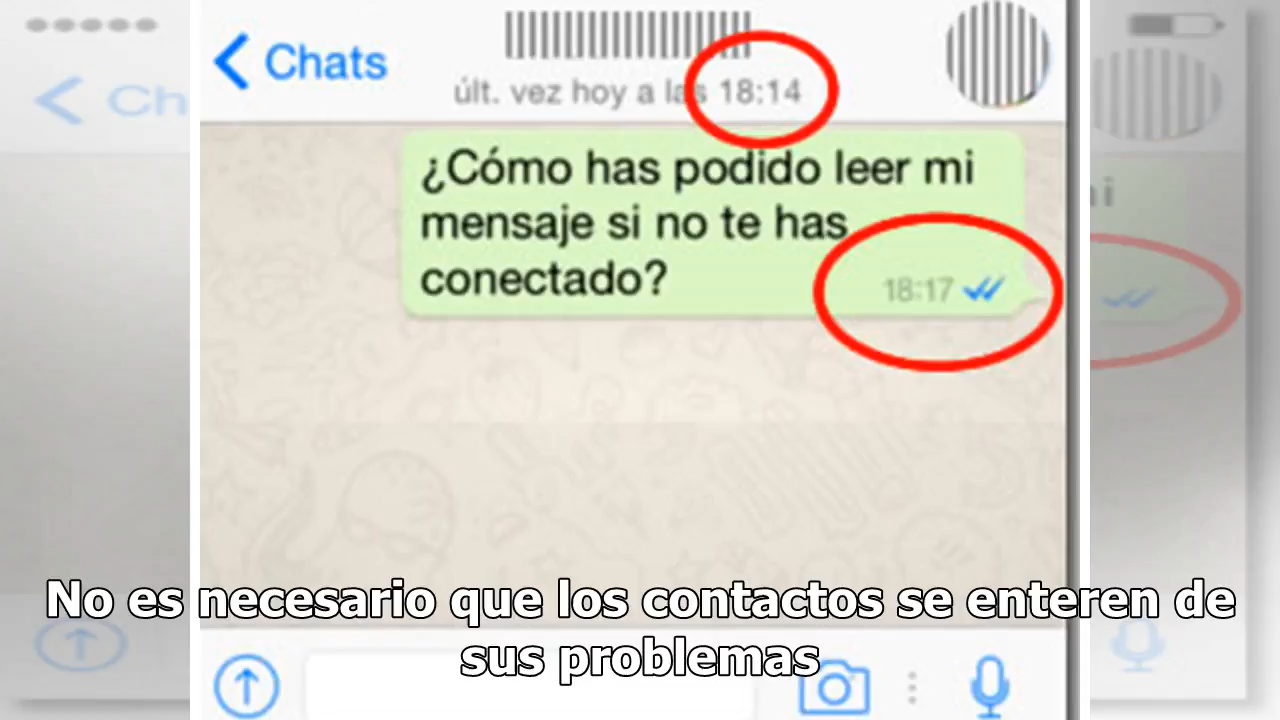 Chats
últ. vez hoy a las 18:14
¿Cómo has podido leer mi
mensaje si no te has
conectado?
18:17
No es necesario que los contactos se enteren de
sus problemas
Ch